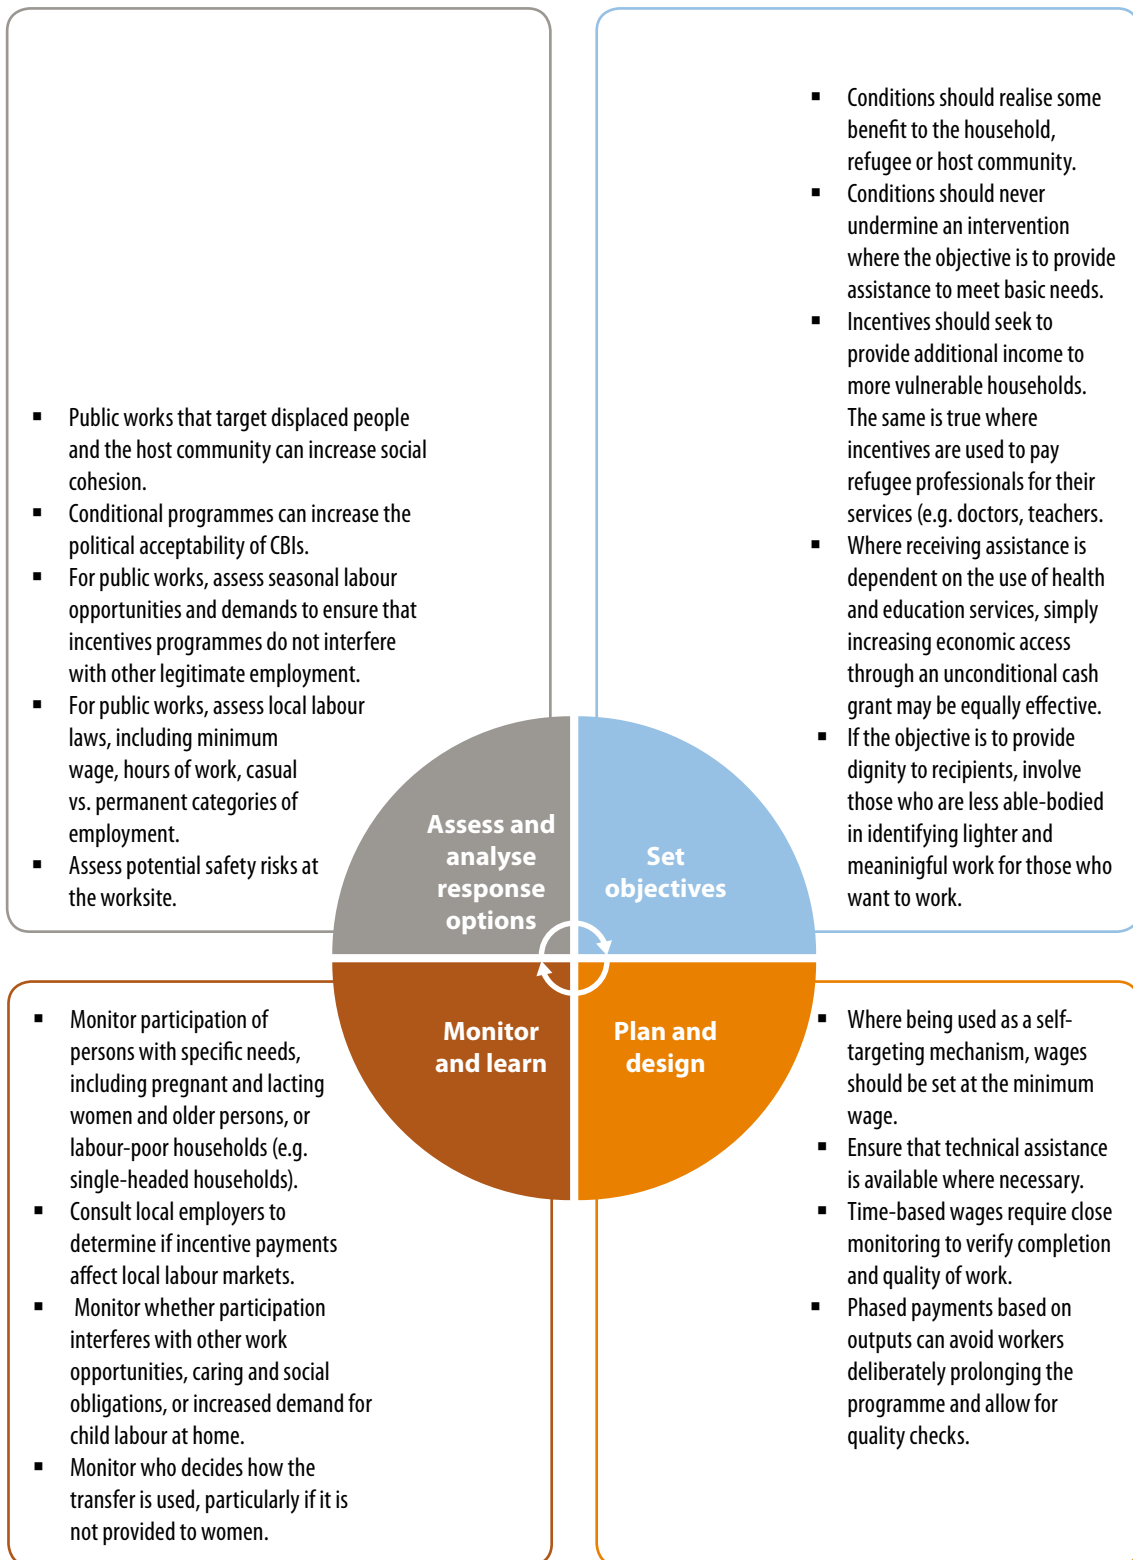 ▪ Public works that target displaced people
and the host community can increase social
cohesion.
▪ Conditional programmes can increase the
political acceptability of CBIs.
▪ For public works, assess seasonal labour
opportunities and demands to ensure that
incentives programmes do not interfere
with other legitimate employment.
▪ For public works, assess local labour
laws, including minimum
wage, hours of work, casual
vs. permanent categories of
employment.
▪ Assess potential safety risks at
the worksite.
▪ Conditions should realise some
benefit to the household,
refugee or host community.
▪ Conditions should never
undermine an intervention
where the objective is to provide
assistance to meet basic needs.
▪ Incentives should seek to
provide additional income to
more vulnerable households.
The same is true where
incentives are used to pay
refugee professionals for their
services (e.g. doctors, teachers.
▪ Where receiving assistance is
dependent on the use of health
and education services, simply
increasing economic access
through an unconditional cash
grant may be equally effective.
▪ If the objective is to provide
dignity to recipients, involve
those who are less able-bodied
in identifying lighter and
meaningful work for those who
want to work.
Assess and
analyse
response
options
Set
objectives
Monitor
and learn
Plan and
design
▪ Monitor participation of
persons with specific needs,
including pregnant and lacting
women and older persons, or
labour-poor households (e.g.
single-headed households).
▪ Consult local employers to
determine if incentive payments
affect local labour markets.
▪ Monitor whether participation
interferes with other work
opportunities, caring and social
obligations, or increased demand for
child labour at home.
▪ Monitor who decides how the
transfer is used, particularly if it is
not provided to women.
▪ Where being used as a self-
targeting mechanism, wages
should be set at the minimum
wage.
▪ Ensure that technical assistance
is available where necessary.
▪ Time-based wages require close
monitoring to verify completion
and quality of work.
▪ Phased payments based on
outputs can avoid workers
deliberately prolonging the
programme and allow for
quality checks.